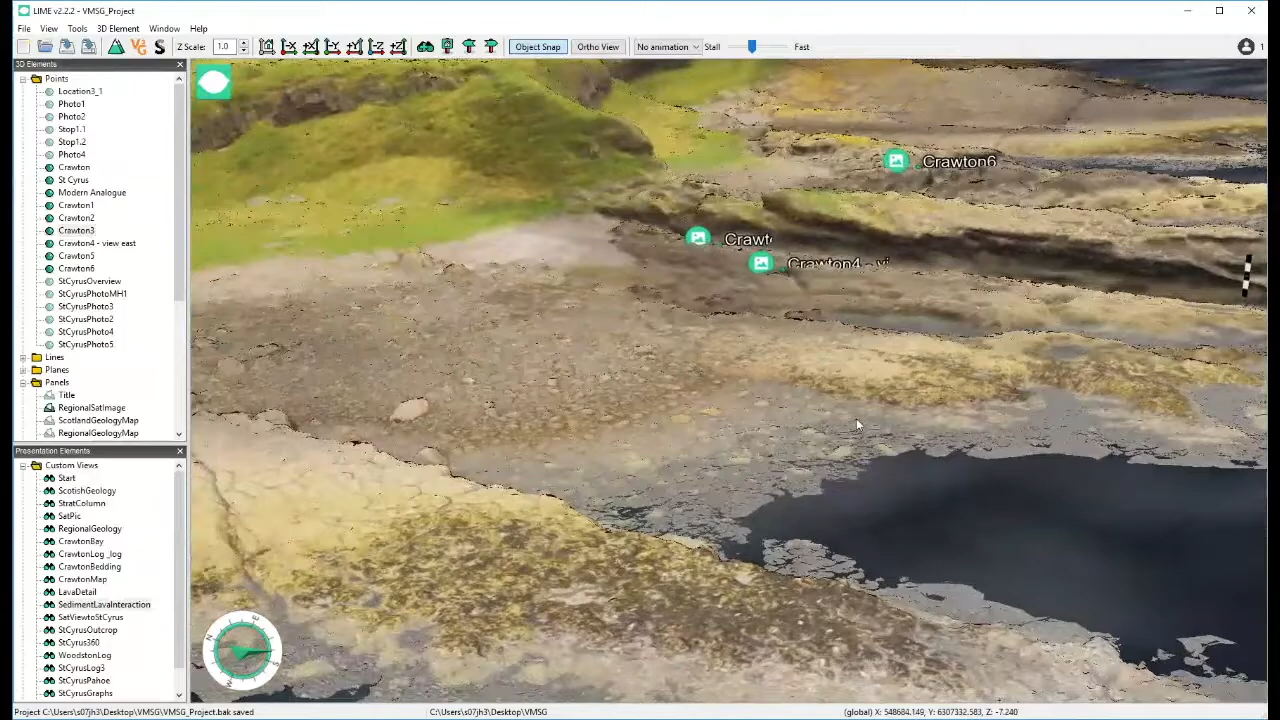 LIME v2.2.2 - VMSG_Project
File View Tools 3D Element Window Help
Z Scale: 1.0 Object Snap Ortho View No animation Stall Fast 1
3D Elements
Points
Location3_1
Photo1
Photo2
Stop1.1
Stop1.2
Photo4
Crawton
St Cyrus
Modern Analogue
Crawton1
Crawton2
Crawton3
Crawton4 - view east
Crawton5
Crawton6
StCyrusOverview
StCyrusPhotoMH1
StCyrusPhoto3
StCyrusPhoto2
StCyrusPhoto4
StCyrusPhoto5
Lines
Planes
Panels
Title
RegionalSatImage
ScotlandGeologyMap
RegionalGeologyMap
Presentation Elements
Custom Views
Start
ScotishGeology
StratColumn
SatPic
RegionalGeology
CrawtonBay
CrawtonLog_log
CrawtonBedding
CrawtonMap
LavaDetail
SedimentLavaInteraction
SatViewtoStCyrus
StCyrusOutcrop
StCyrus360
WoodstonLog
StCyrusLog3
StCyrusPahoe
StCyrusGraphs
Crawton6
Crawt
Crawton4 - vi
N E S W
Project C:\Users\s07jh3\Desktop\VMSG\VMSG_Project.bak saved
C:\Users\s07jh3\Desktop\VMSG
(global) X: 548684.149, Y: 6307332.583, Z: -7.240